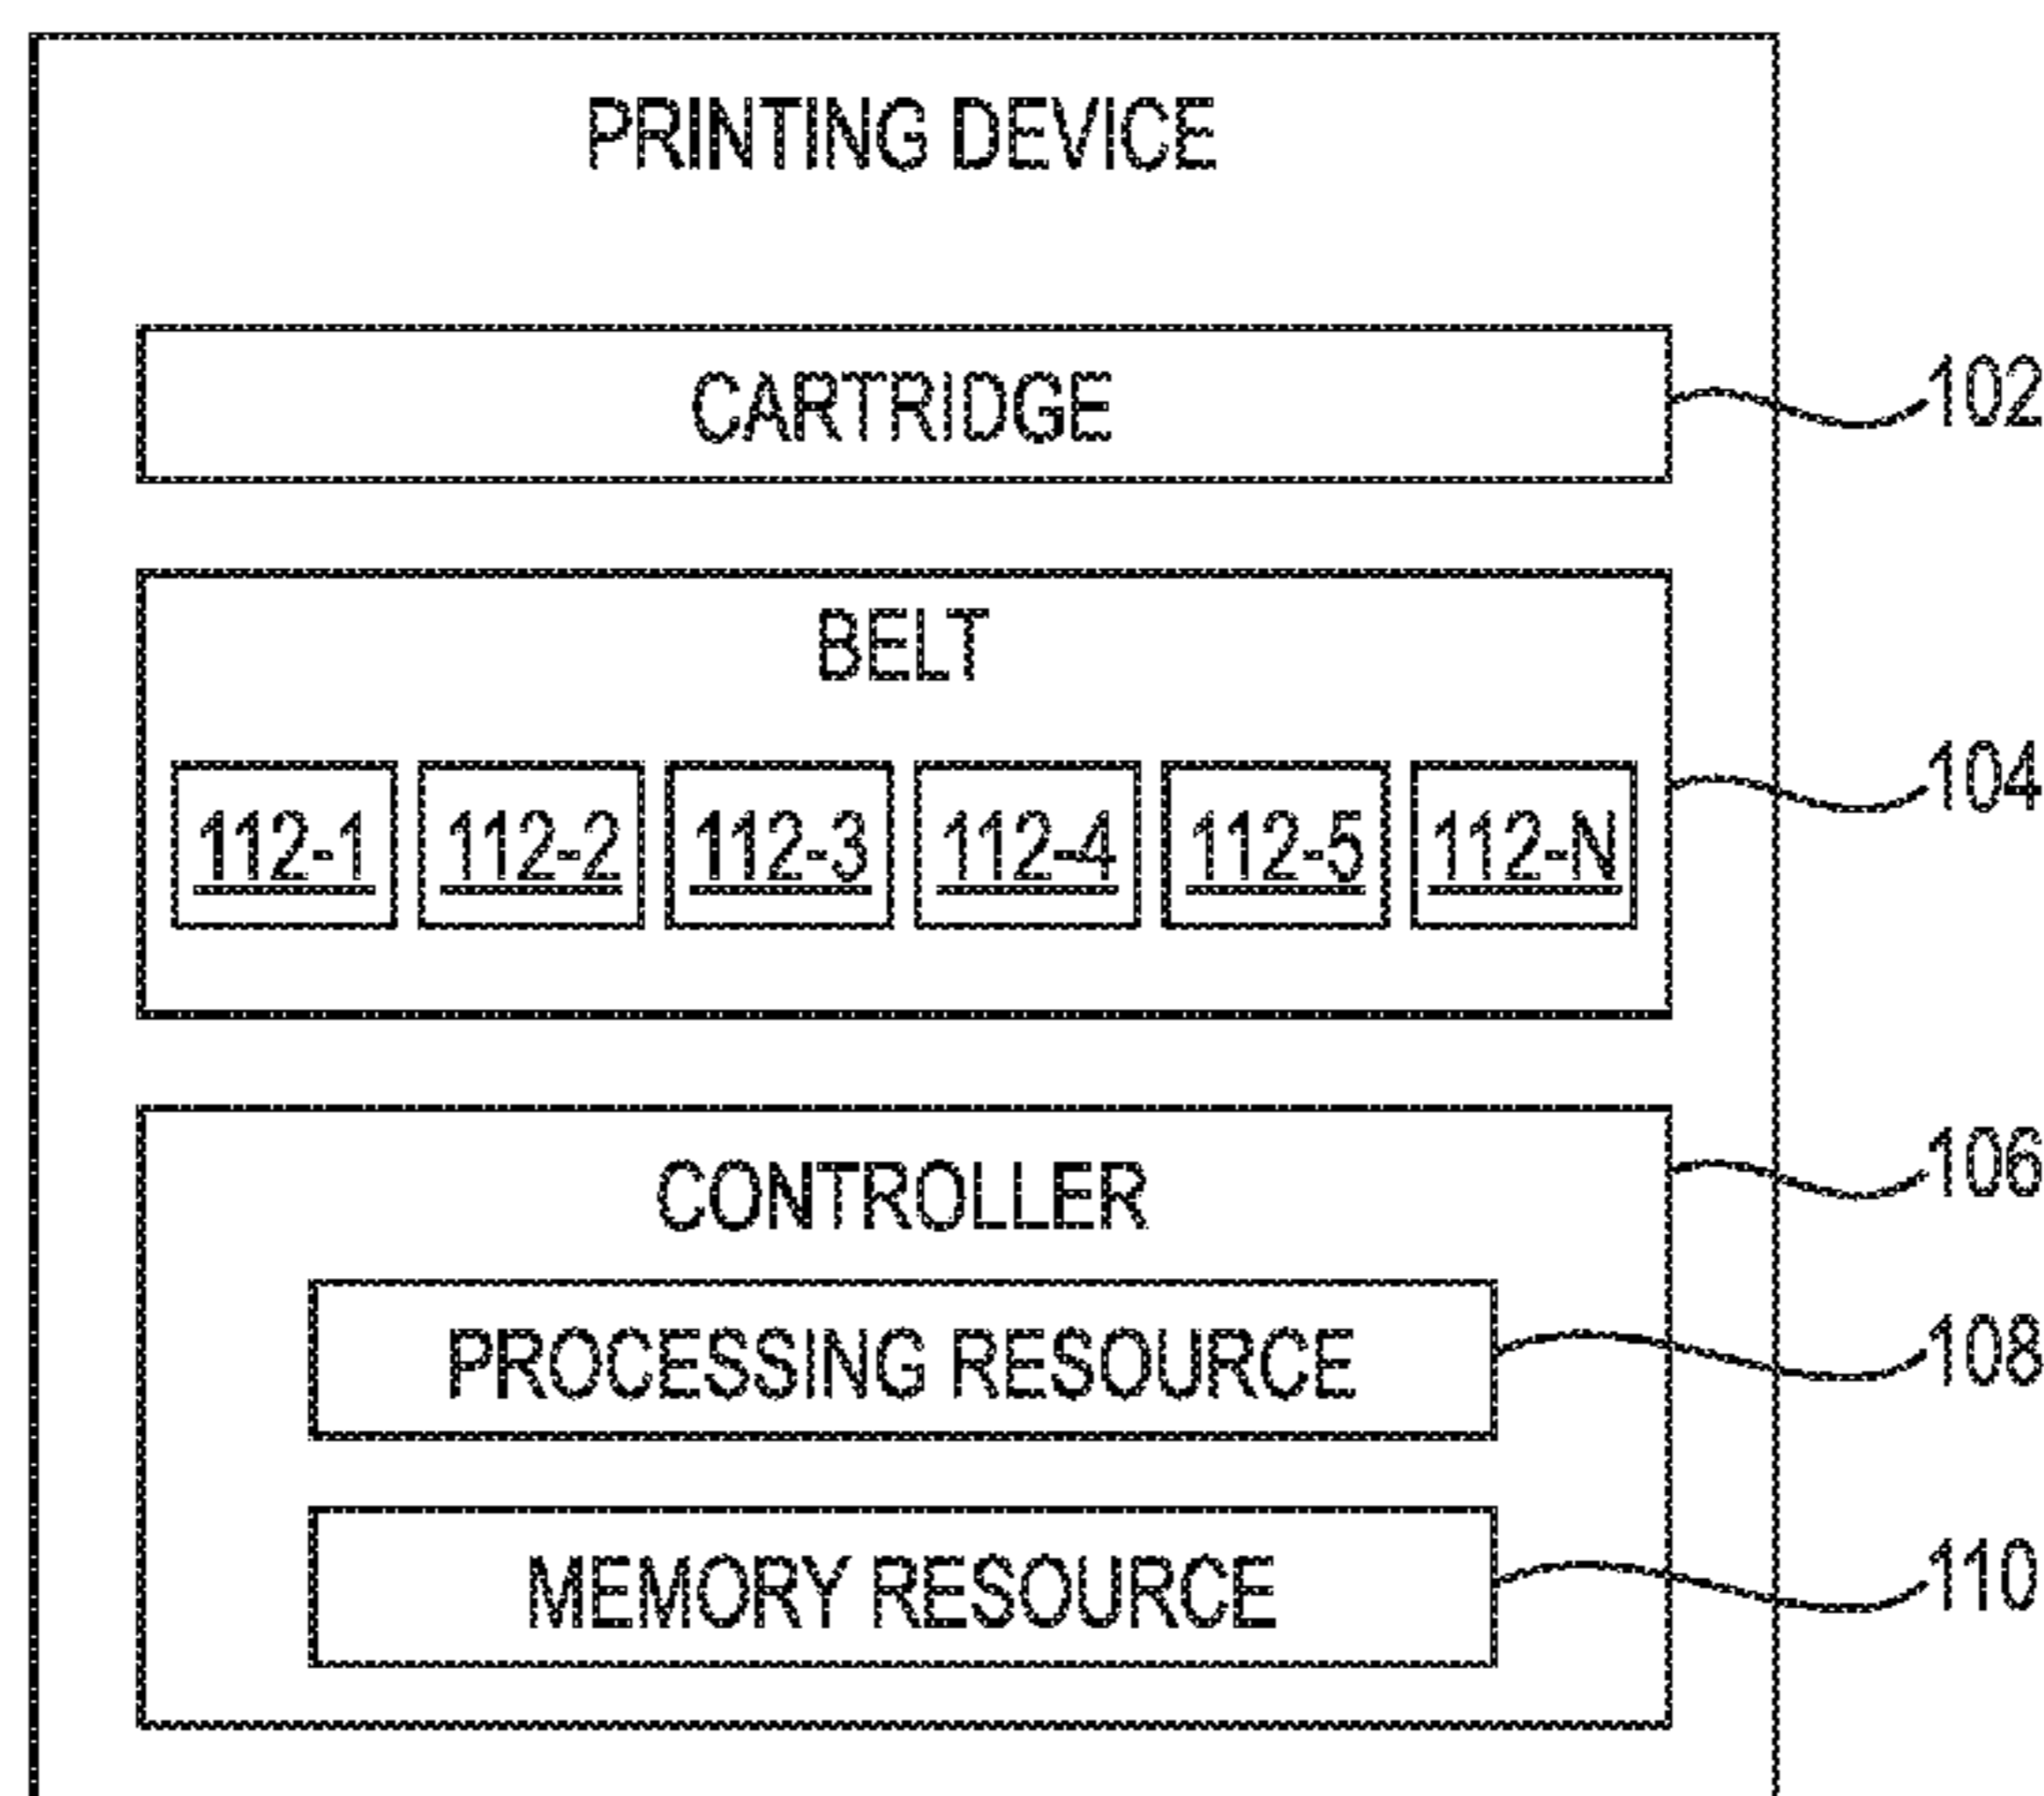 PRINTING DEVICE
CARTRIDGE
102
BELT
104
112-1 112-2 112-3 112-4 112-5 112-N
106
CONTROLLER
PROCESSING RESOURCE
108
MEMORY RESOURCE
110